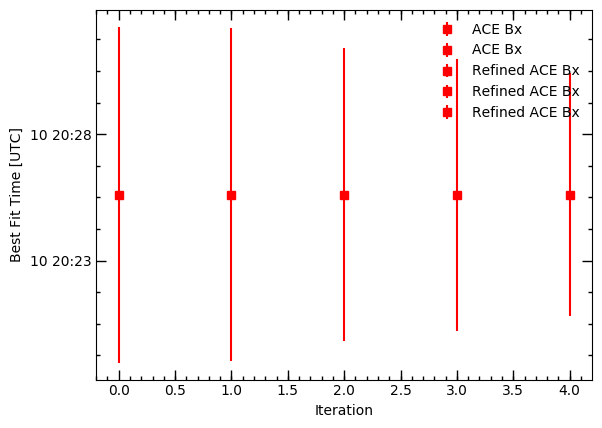 ACE Bx
ACE Bx
Refined ACE Bx
Refined ACE Bx
Refined ACE Bx
Best Fit Time [UTC]
10 20:28
10 20:23
0.0 0.5 1.0 1.5 2.0 2.5 3.0 3.5 4.0
Iteration